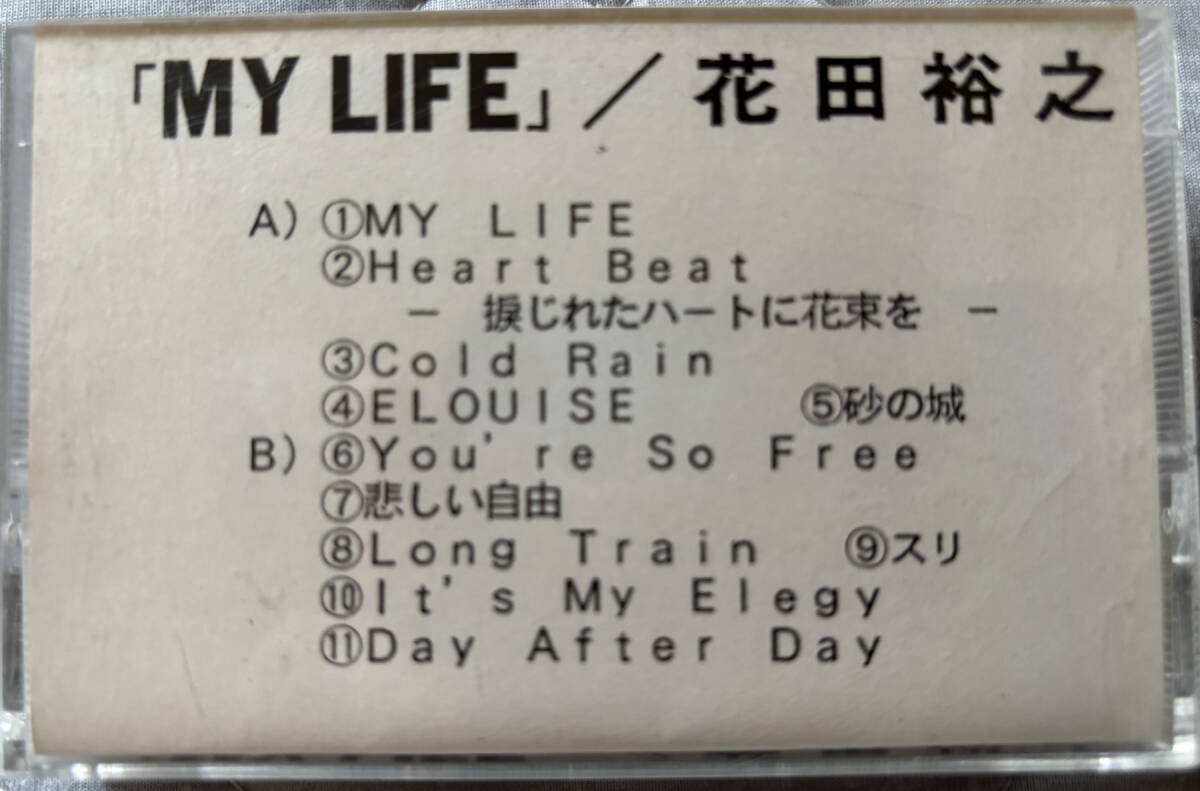 「MY LIFE」／花田裕之
A）①MY LIFE
②Heart Beat
－ 捩じれたハートに花束を －
③Cold Rain
④ELOUISE ⑤砂の城
B）⑥You're So Free
⑦悲しい自由
⑧Long Train ⑨スリ
⑩It's My Elegy
⑪Day After Day